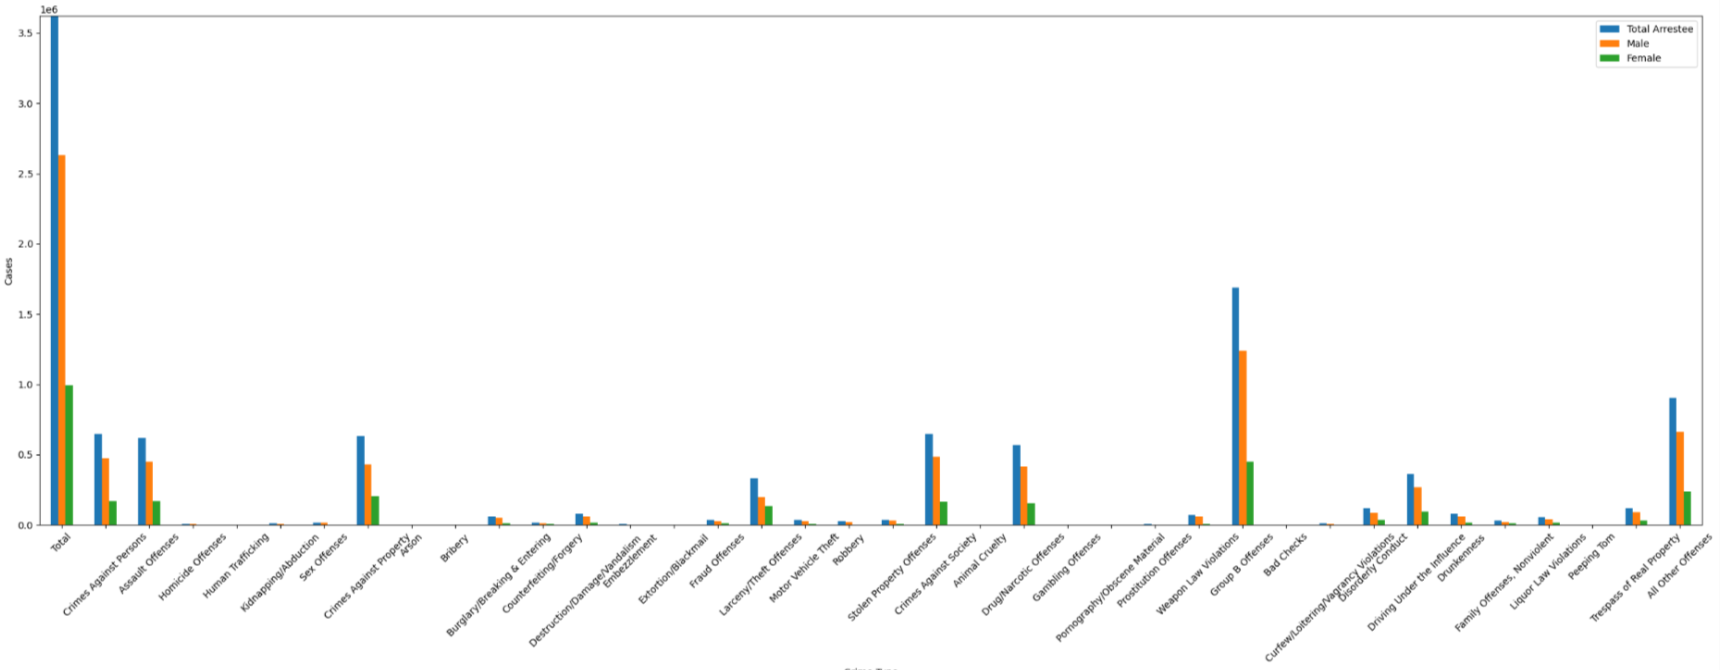 1e6
3.5
3.0
2.5
2.0
1.5
1.0
0.5
0.0
Cases
Total Arrestee
Male
Female
Total
Crimes Against Persons
Assault Offenses
Homicide Offenses
Human Trafficking
Kidnapping/Abduction
Sex Offenses
Crimes Against Property
Arson
Bribery
Burglary/Breaking & Entering
Counterfeiting/Forgery
Destruction/Damage/Vandalism
Embezzlement
Extortion/Blackmail
Fraud Offenses
Larceny/Theft Offenses
Motor Vehicle Theft
Robbery
Stolen Property Offenses
Crimes Against Society
Animal Cruelty
Drug/Narcotic Offenses
Gambling Offenses
Pornography/Obscene Material
Prostitution Offenses
Weapon Law Violations
Group B Offenses
Bad Checks
Curfew/Loitering/Vagrancy Violations
Disorderly Conduct
Driving Under the Influence
Drunkenness
Family Offenses, Nonviolent
Liquor Law Violations
Peeping Tom
Trespass of Real Property
All Other Offenses